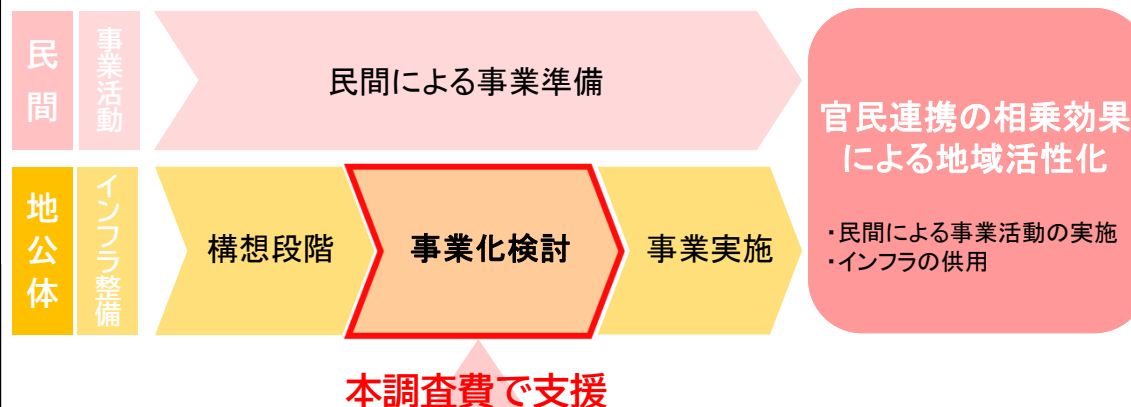 民間
事業活動
民間による事業準備
地公体
インフラ整備
構想段階
事業化検討
事業実施
官民連携の相乗効果
による地域活性化
・民間による事業活動の実施
・インフラの供用
本調査費で支援